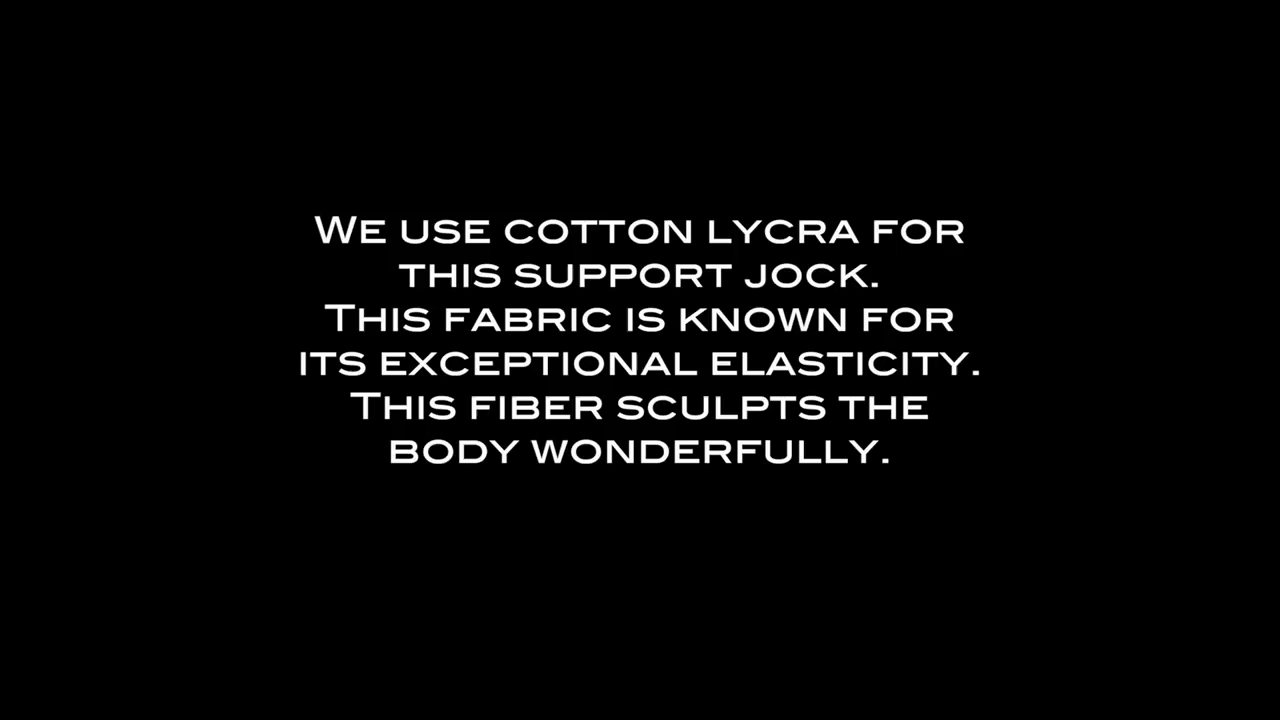 We use cotton lycra for
this support jock.
This fabric is known for
its exceptional elasticity.
This fiber sculpts the
body wonderfully.